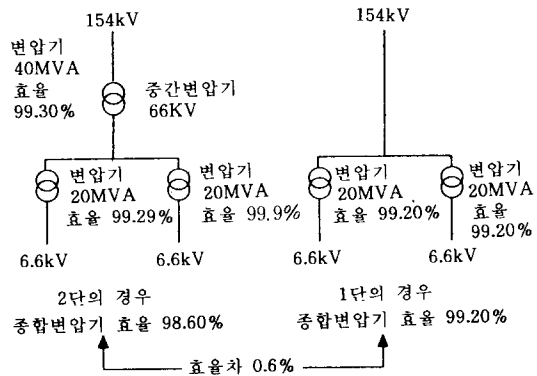 154kV
변압기
40MVA
효율
99.30%
중간변압기
66KV
변압기
20MVA
효율 99.29%
변압기
20MVA
효율 99.9%
6.6kV
6.6kV
2단의 경우
종합변압기 효율 98.60%
154kV
변압기
20MVA
효율 99.20%
변압기
20MVA
효율
99.20%
6.6kV
6.6kV
1단의 경우
종합변압기 효율 99.20%
효율차 0.6%